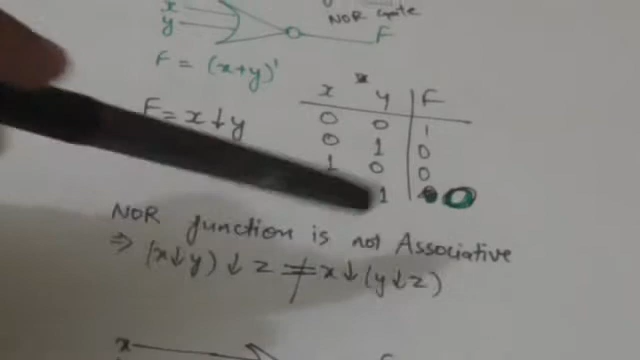 NOR gate
x
y
F
F = (x+y)'
F = x↓y
x y F
0 0 1
0 1 0
1 0 0
1 0
NOR function is not Associative
⇒ (x↓y)↓z ≠ x↓(y↓z)
x